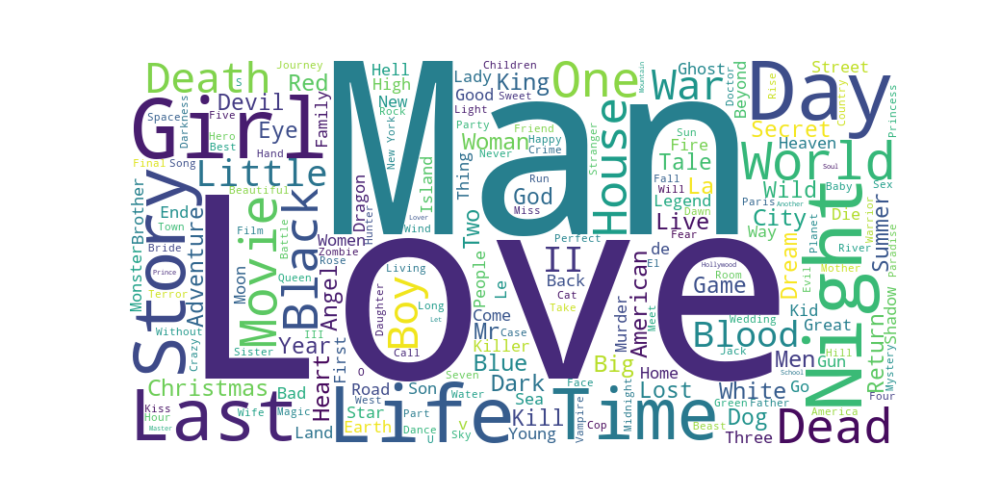 Death
Journey
Red
Hell
High
Lady
Children
King
One
War
Ghost
Street
Day
Girl
Devil
Space
Five
Eye
Family
New
Rock
New York
Good
Sweet
Light
Party
Friend
Happy
Crime
Woman
Never
Man
House
Stranger
Mountain
Doctor
Beyond
Rise
Country
Princess
Darkness
S
Hero
Best
Hand
Final
Song
Little
Beautiful
Secret
Heaven
Sun
Fire
Tale
World
Soul
Story
Brother
Monster
End
Town
Bride
Prince
Terror
Adventure
Without
Crazy
Film
Movie
Moon
Queen
Battle
Black
Women
Zombie
Rose
Angel
Dragon
Hunter
Lover
Wind
Island
Thing
Two
People
God
Miss
Run
Perfect
II
Back
Cat
Take
Fall
Will
La
Legend
Dawn
Live
Fear
de
El
Hollywood
Room
Game
American
Wild
Paris
Another
Baby
Sex
City
Way
Die
Dream
Planet
Evil
River
Mother
Warrior
Summer
Paradise
Night
Love
Living
Long
Let
Daughter
Boy
Call
Le
Come
Mr
Case
Killer
Murder
Meet
Wedding
Jack
Blood
Kid
Great
Men
Gun
Hill
Return
Shadow
Mystery
III
Year
Sister
First
Heart
O
Christmas
Bad
Road
West
Son
Blue
Seven
Big
Home
Lost
White
Go
School
Four
Last
Kiss
Hour
Master
Wife
Magic
Land
Star
Earth
Life
Part
Dance
U
Water
Dark
Sea
V
Sky
Kill
Young
Face
Vampire
Cop
Time
Midnight
Beast
Green
Father
Dog
Three
America
Dead